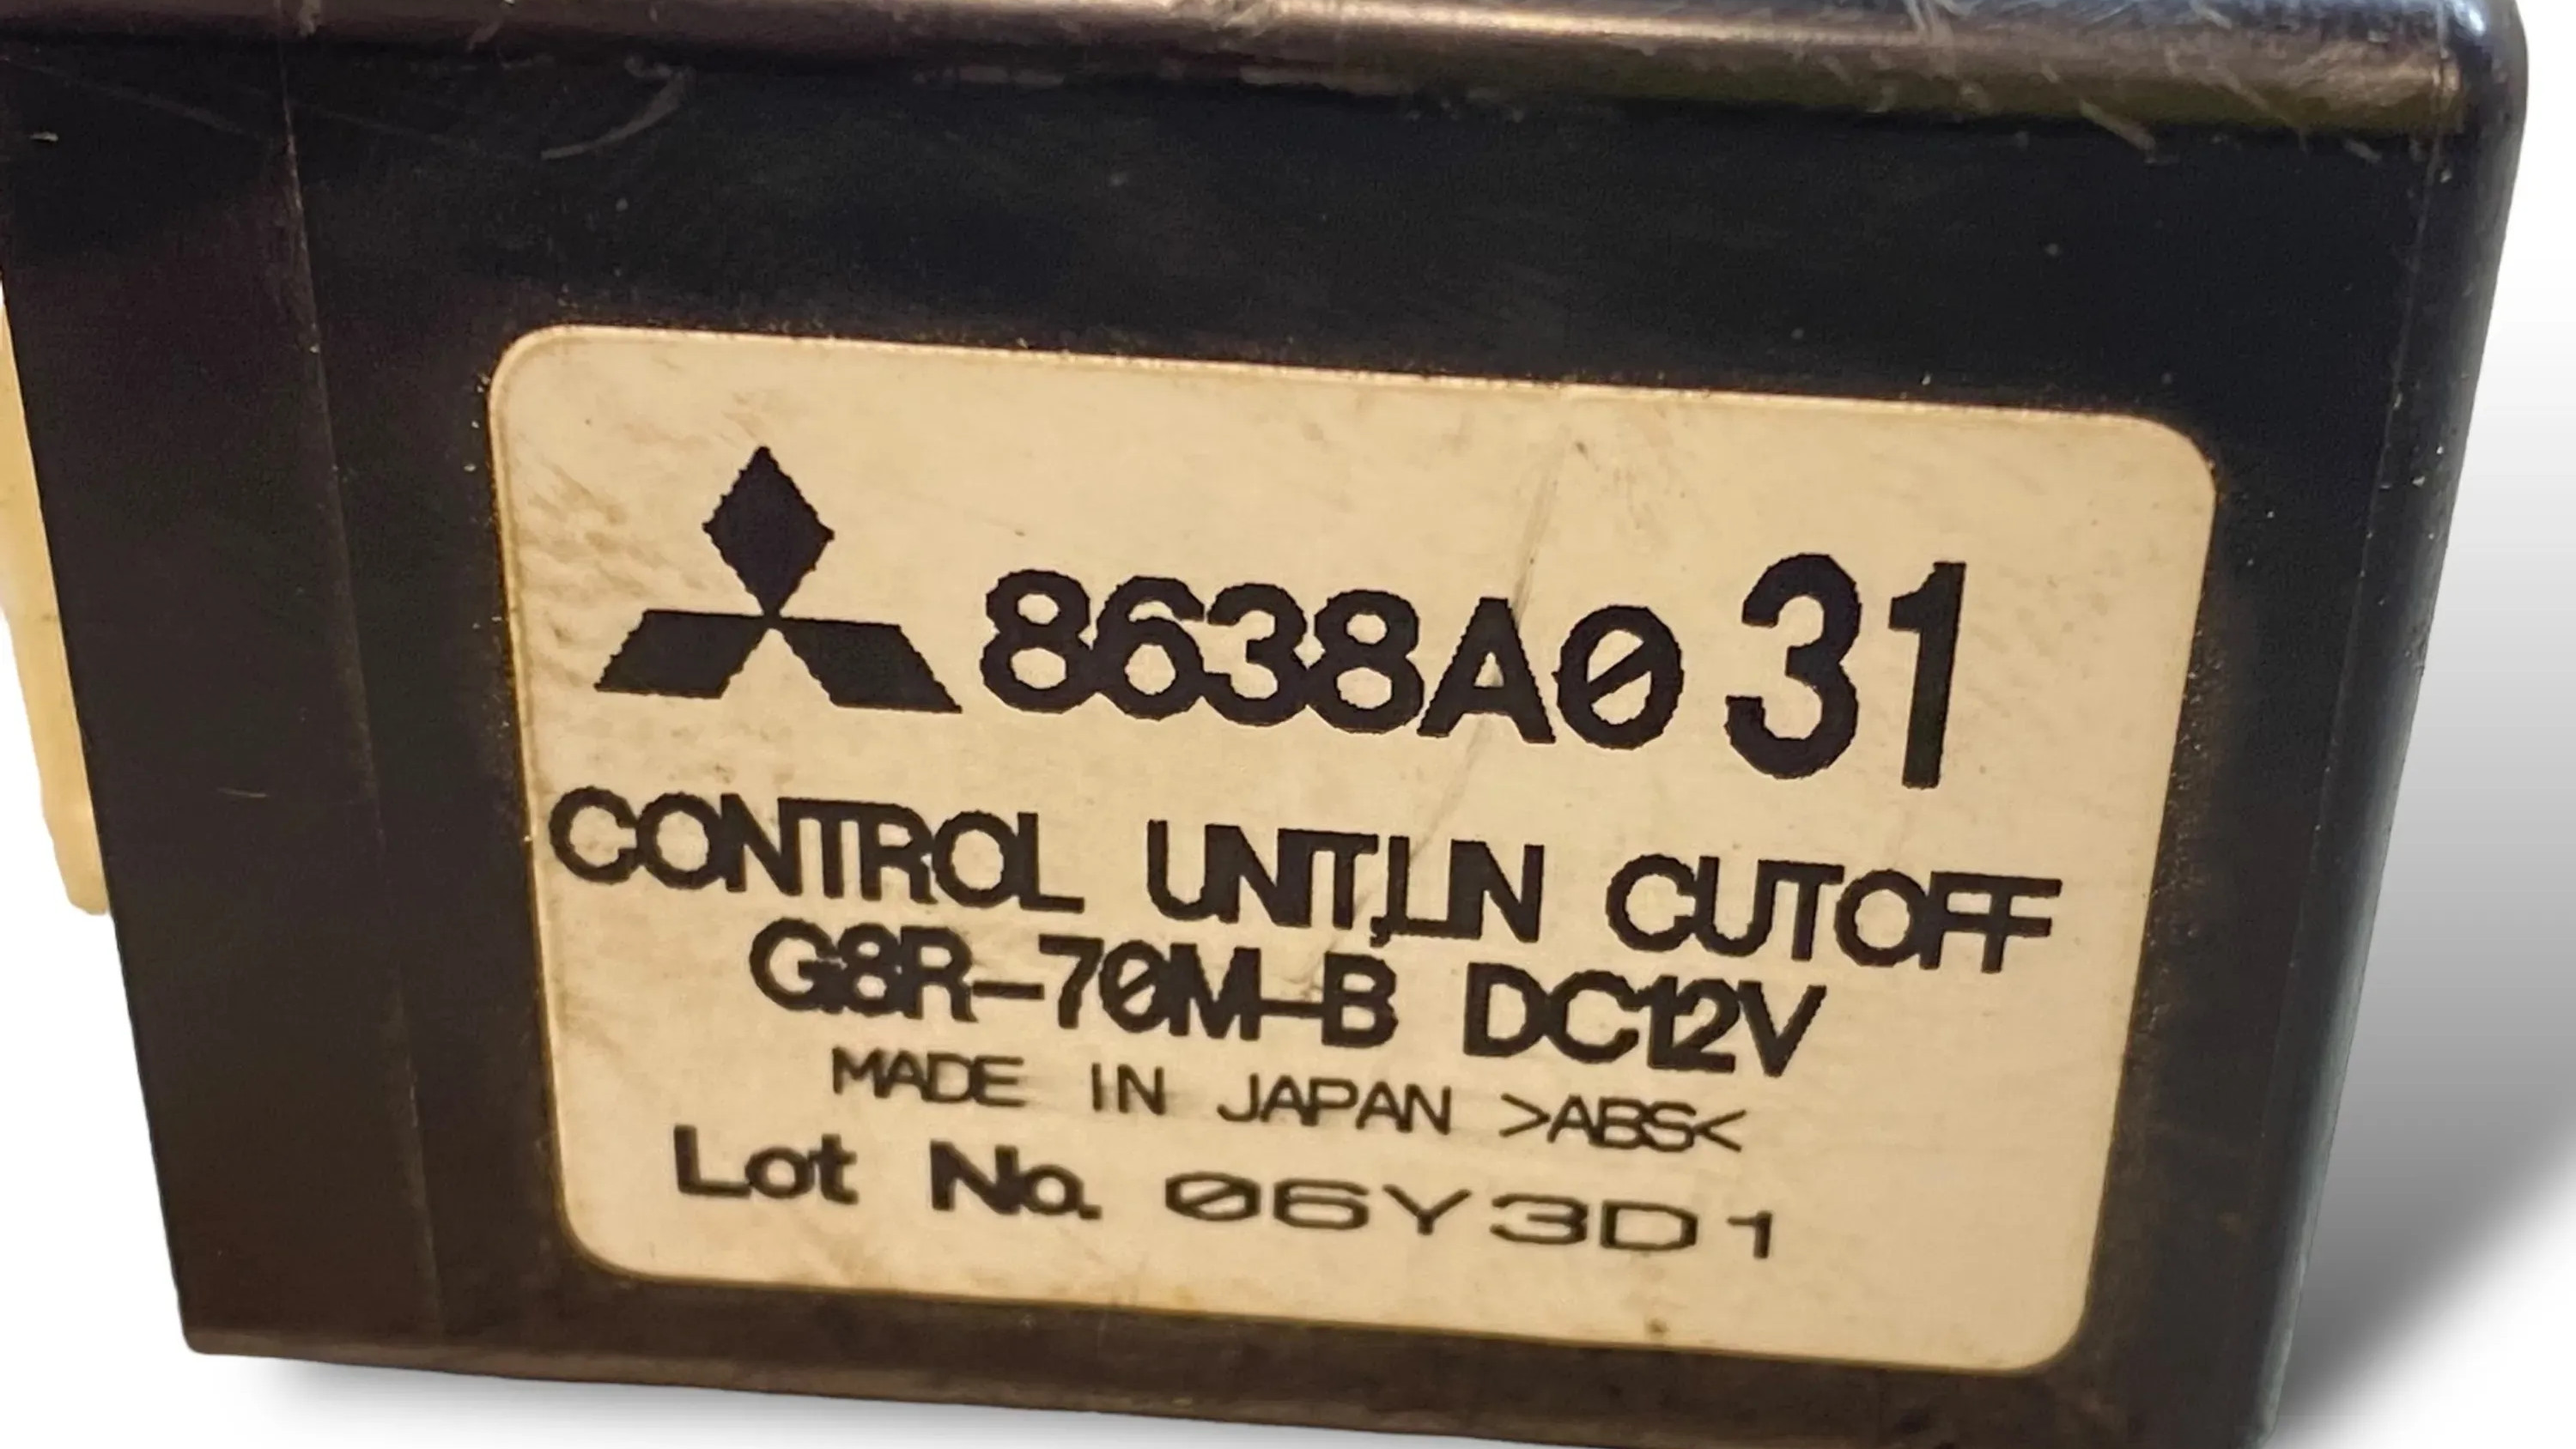 8638A031
CONTROL UNIT,LN CUTOFF
G8R-70M-B DC12V
MADE IN JAPAN >ABS<
Lot No. 06Y3D1